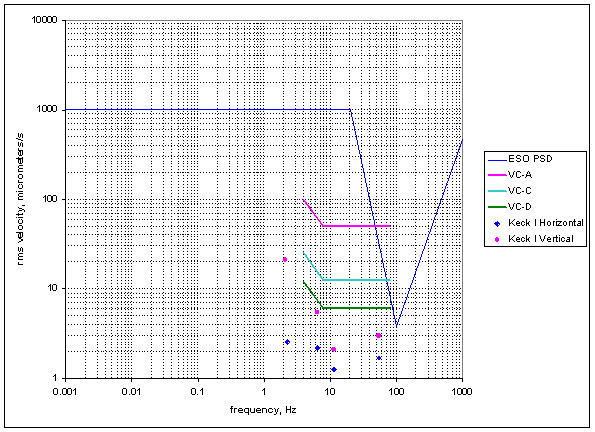 10000
1000
100
10
1
rms velocity, micrometers/s
0.001
0.01
0.1
1
10
100
1000
frequency, Hz
ESO PSD
VC-A
VC-C
VC-D
Keck I Horizontal
Keck I Vertical